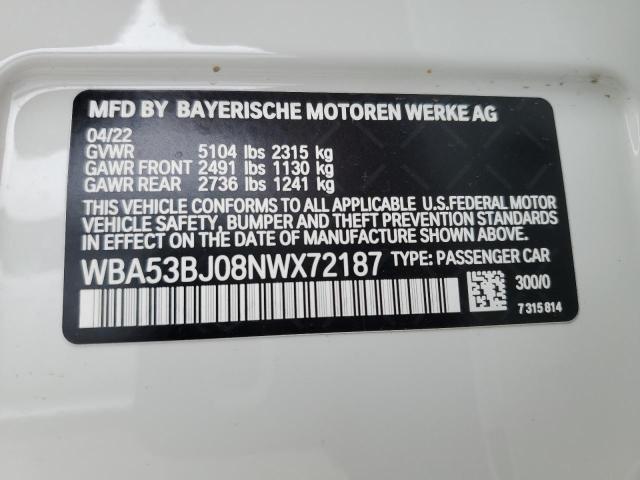 MFD BY BAYERISCHE MOTOREN WERKE AG
04/22
GVWR 5104 lbs 2315 kg
GAWR FRONT 2491 lbs 1130 kg
GAWR REAR 2736 lbs 1241 kg
THIS VEHICLE CONFORMS TO ALL APPLICABLE U.S.FEDERAL MOTOR
VEHICLE SAFETY, BUMPER AND THEFT PREVENTION STANDARDS
IN EFFECT ON THE DATE OF MANUFACTURE SHOWN ABOVE.
WBA53BJ08NWX72187 TYPE: PASSENGER CAR
300/0
7 315 814